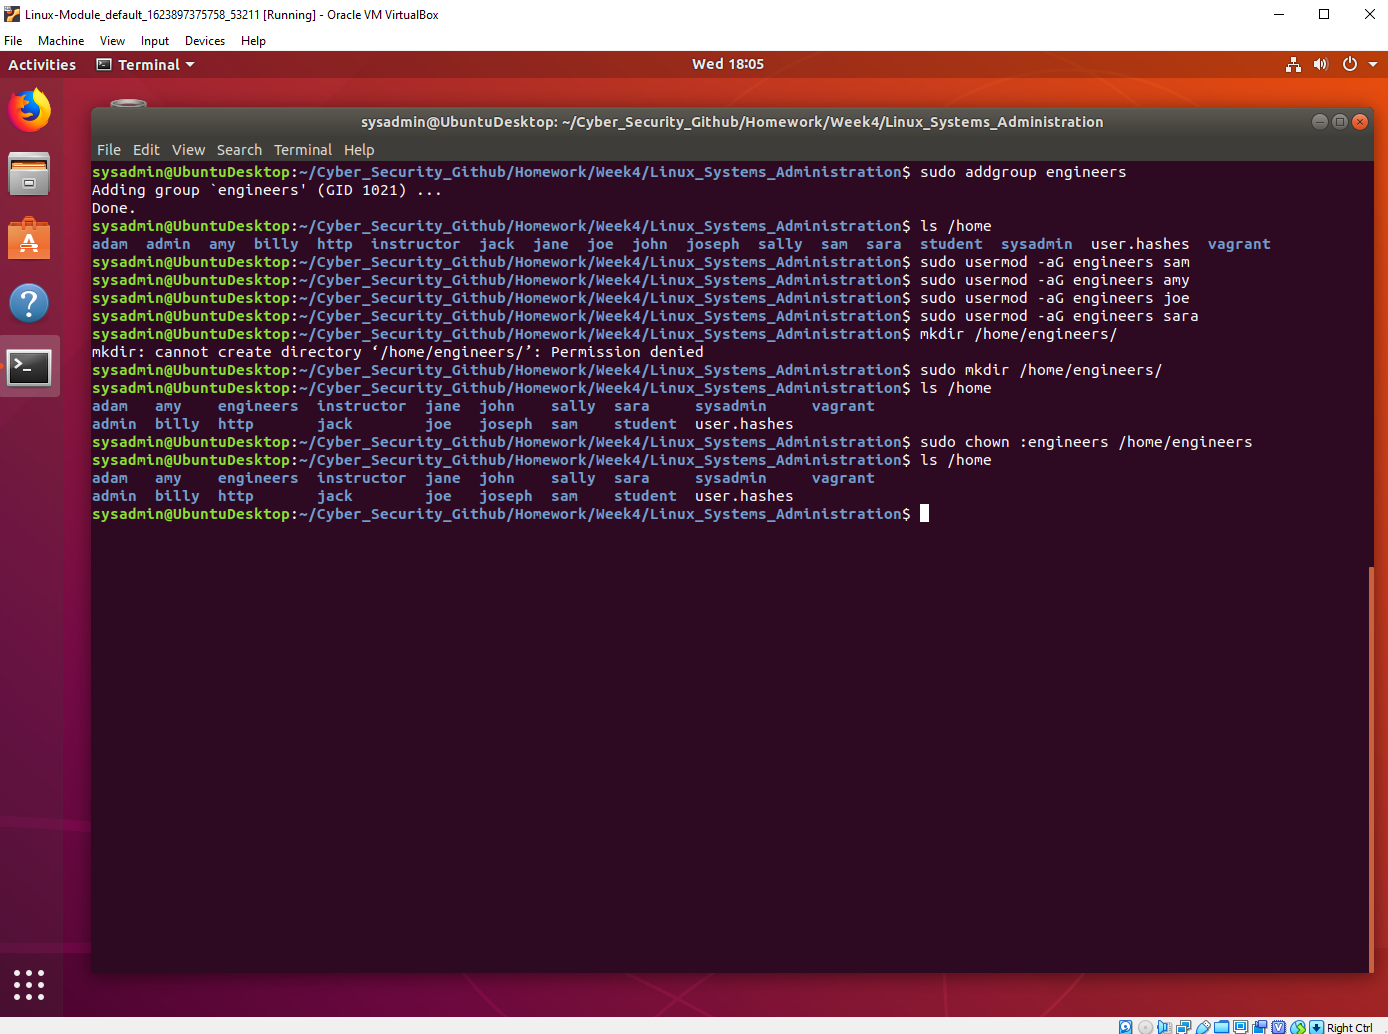 Linux-Module_default_1623897375758_53211 [Running] - Oracle VM VirtualBox
File Machine View Input Devices Help
Activities Terminal Wed 18:05
sysadmin@UbuntuDesktop: ~/Cyber_Security_Github/Homework/Week4/Linux_Systems_Administration
File Edit View Search Terminal Help
sysadmin@UbuntuDesktop:~/Cyber_Security_Github/Homework/Week4/Linux_Systems_Administration$ sudo addgroup engineers
Adding group `engineers' (GID 1021) ...
Done.
sysadmin@UbuntuDesktop:~/Cyber_Security_Github/Homework/Week4/Linux_Systems_Administration$ ls /home
adam admin amy billy http instructor jack jane joe john joseph sally sam sara student sysadmin user.hashes vagrant
sysadmin@UbuntuDesktop:~/Cyber_Security_Github/Homework/Week4/Linux_Systems_Administration$ sudo usermod -aG engineers sam
sysadmin@UbuntuDesktop:~/Cyber_Security_Github/Homework/Week4/Linux_Systems_Administration$ sudo usermod -aG engineers amy
sysadmin@UbuntuDesktop:~/Cyber_Security_Github/Homework/Week4/Linux_Systems_Administration$ sudo usermod -aG engineers joe
sysadmin@UbuntuDesktop:~/Cyber_Security_Github/Homework/Week4/Linux_Systems_Administration$ sudo usermod -aG engineers sara
sysadmin@UbuntuDesktop:~/Cyber_Security_Github/Homework/Week4/Linux_Systems_Administration$ mkdir /home/engineers/
mkdir: cannot create directory ‘/home/engineers/’: Permission denied
sysadmin@UbuntuDesktop:~/Cyber_Security_Github/Homework/Week4/Linux_Systems_Administration$ sudo mkdir /home/engineers/
sysadmin@UbuntuDesktop:~/Cyber_Security_Github/Homework/Week4/Linux_Systems_Administration$ ls /home
adam amy engineers instructor jane john sally sara sysadmin vagrant
admin billy http jack joe joseph sam student user.hashes
sysadmin@UbuntuDesktop:~/Cyber_Security_Github/Homework/Week4/Linux_Systems_Administration$ sudo chown :engineers /home/engineers
sysadmin@UbuntuDesktop:~/Cyber_Security_Github/Homework/Week4/Linux_Systems_Administration$ ls /home
adam amy engineers instructor jane john sally sara sysadmin vagrant
admin billy http jack joe joseph sam student user.hashes
sysadmin@UbuntuDesktop:~/Cyber_Security_Github/Homework/Week4/Linux_Systems_Administration$
Right Ctrl